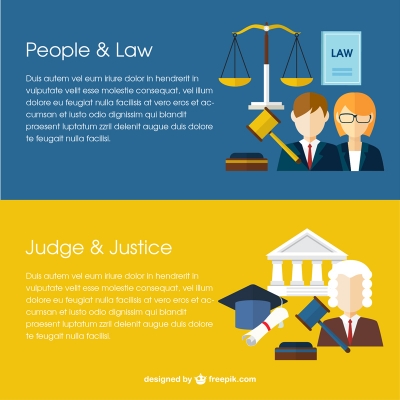 People & Law
Duis autem vel eum iriure dolor in hendrerit in
vulputate velit esse molestie consequat, vel illum
dolore eu feugiat nulla facilisis at vero eros et ac-
cumsan et iusto odio dignissim qui blandit
praesent luptatum zzril delenit augue duis dolore
te feugait nulla facilisi.
LAW
Judge & Justice
Duis autem vel eum iriure dolor in hendrerit in
vulputate velit esse molestie consequat, vel illum
dolore eu feugiat nulla facilisis at vero eros et ac-
cumsan et iusto odio dignissim qui blandit
praesent luptatum zzril delenit augue duis dolore
te feugait nulla facilisi.
designed by freepik.com